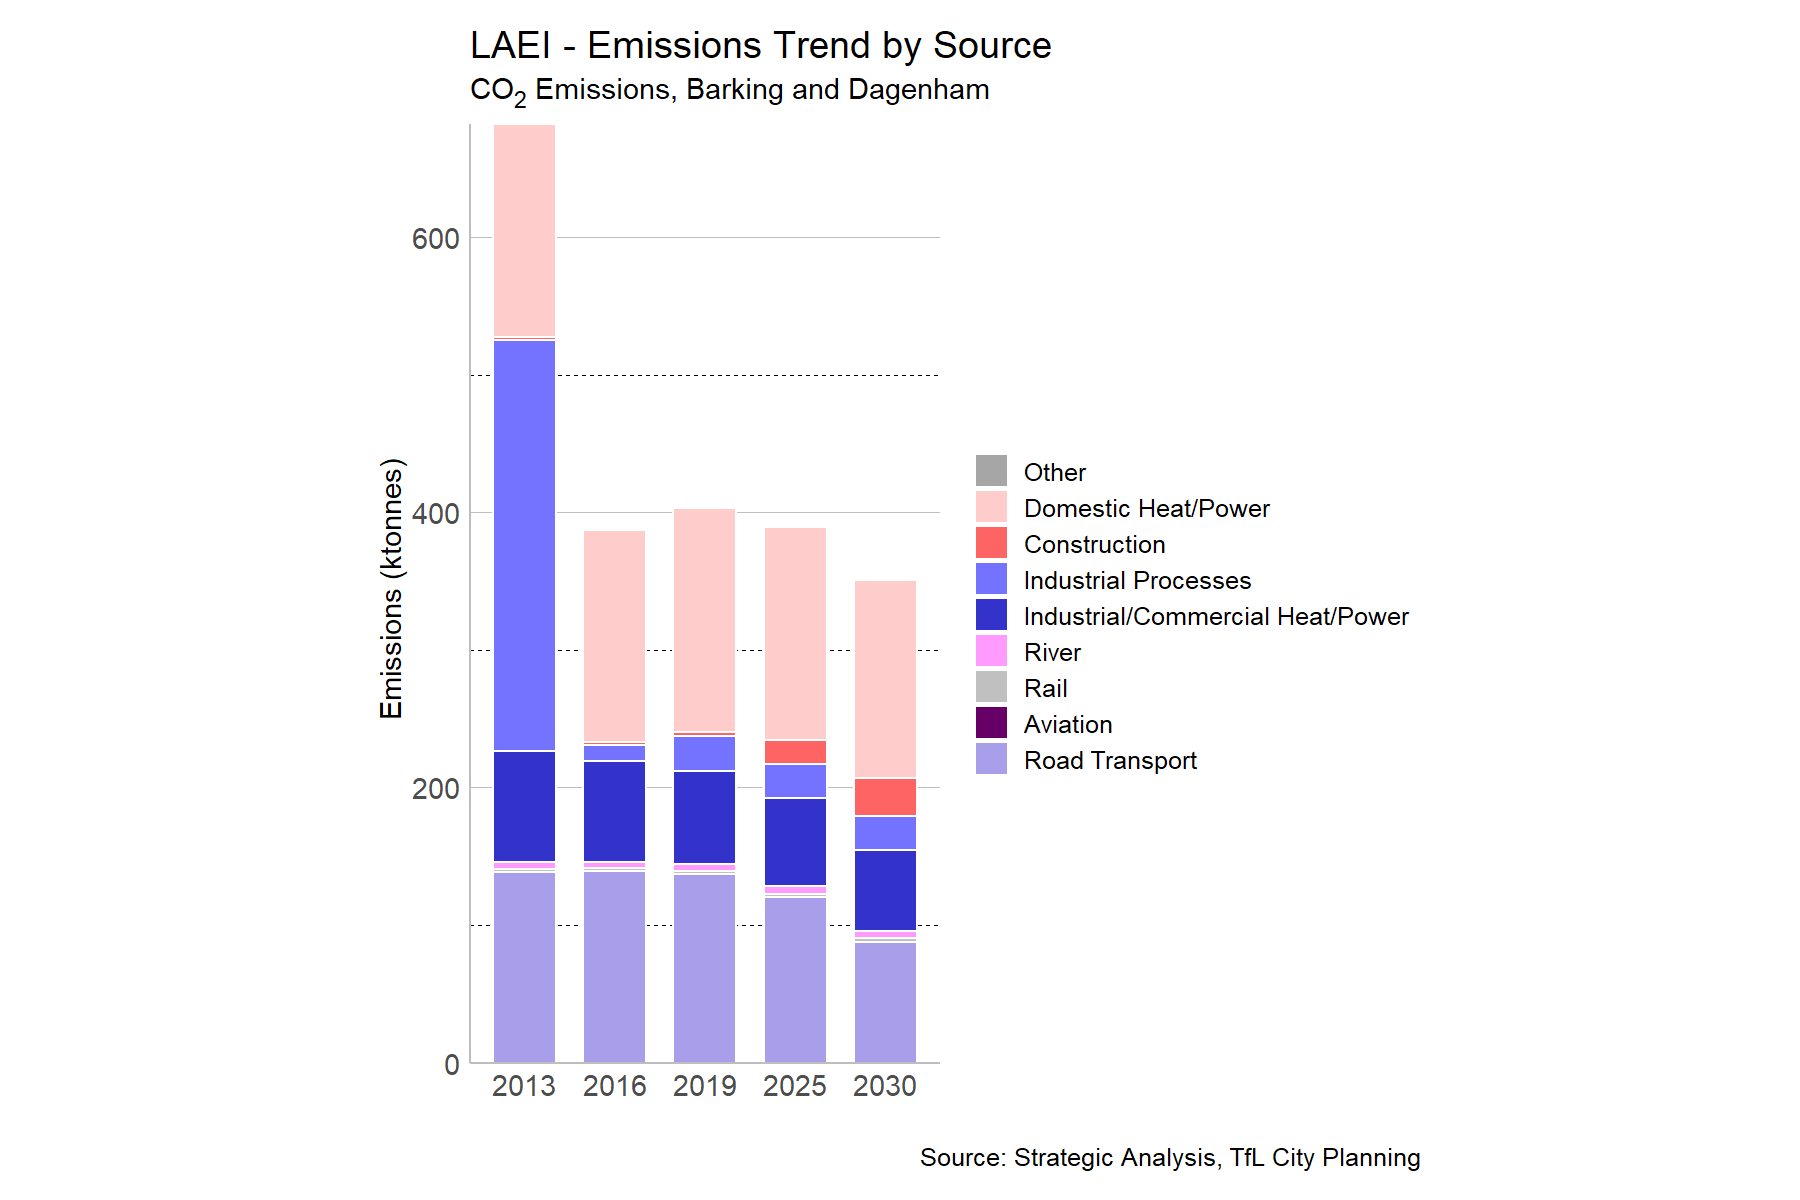 LAEI - Emissions Trend by Source
CO2 Emissions, Barking and Dagenham
Emissions (ktonnes)
600
400
200
0
2013 2016 2019 2025 2030
Other
Domestic Heat/Power
Construction
Industrial Processes
Industrial/Commercial Heat/Power
River
Rail
Aviation
Road Transport
Source: Strategic Analysis, TfL City Planning